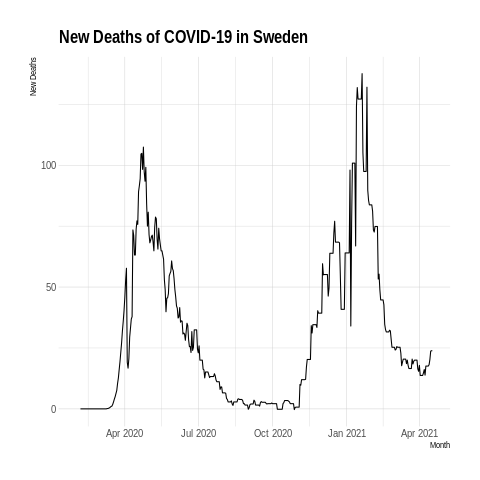 New Deaths of COVID-19 in Sweden
New Deaths
100
50
0
Apr 2020
Jul 2020
Oct 2020
Jan 2021
Apr 2021
Month